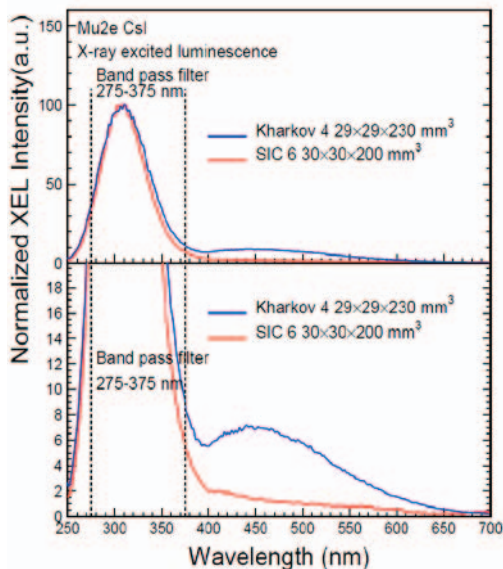 Normalized XEL Intensity(a.u.)
150
100
50
0
Mu2e CsI
X-ray excited luminescence
Band pass filter
275-375 nm
Kharkov 4 29×29×230 mm³
SIC 6 30×30×200 mm³
18
16
14
12
10
8
6
4
2
0
Kharkov 4 29×29×230 mm³
SIC 6 30×30×200 mm³
Band pass filter
275-375 nm
250 300 350 400 450 500 550 600 650 700
Wavelength (nm)